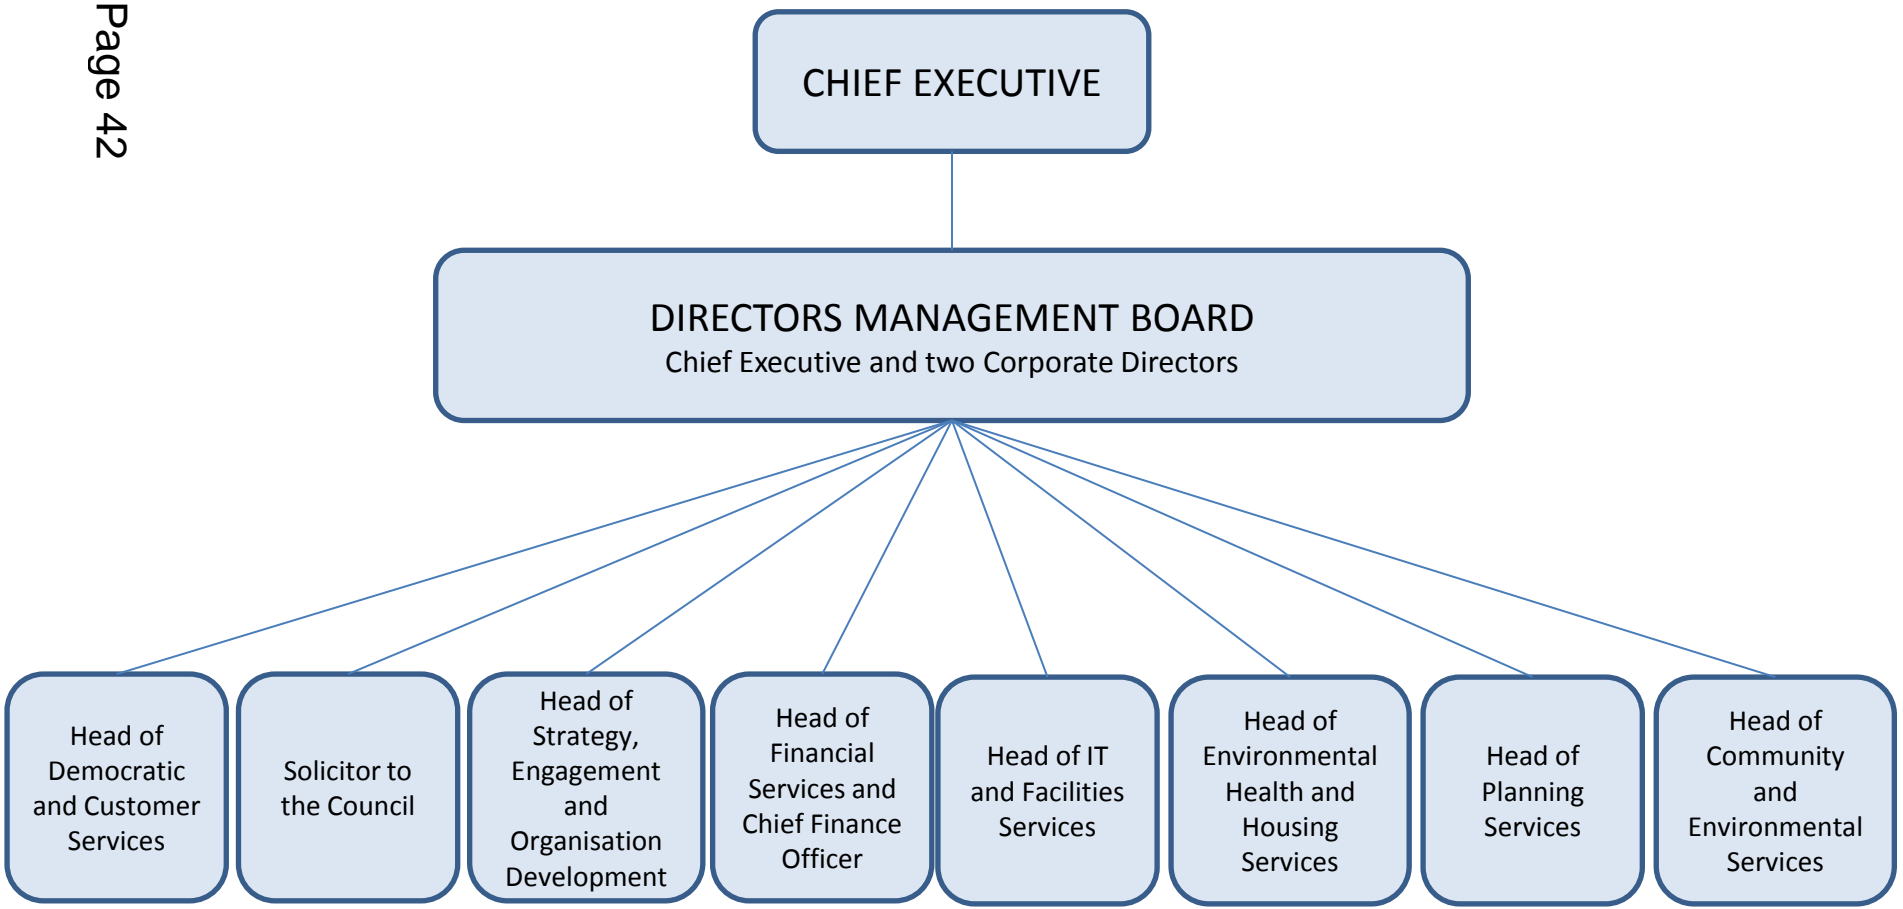 Page 42
CHIEF EXECUTIVE
DIRECTORS MANAGEMENT BOARD
Chief Executive and two Corporate Directors
Head of
Democratic
and Customer
Services
Solicitor to
the Council
Head of
Strategy,
Engagement
and
Organisation
Development
Head of
Financial
Services and
Chief Finance
Officer
Head of IT
and Facilities
Services
Head of
Environmental
Health and
Housing
Services
Head of
Planning
Services
Head of
Community
and
Environmental
Services